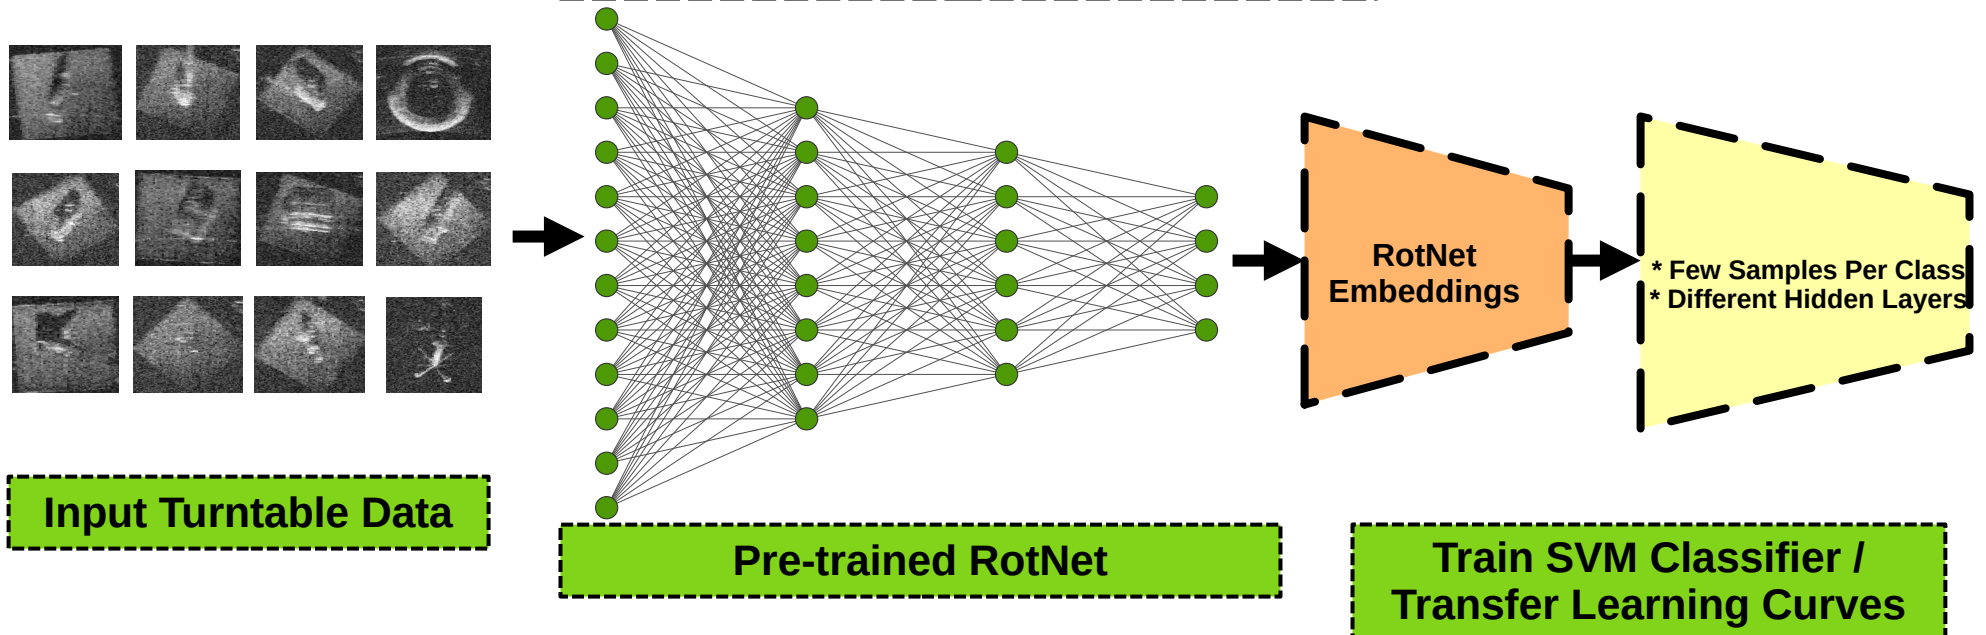 RotNet
Embeddings
* Few Samples Per Class
* Different Hidden Layers
Input Turntable Data
Pre-trained RotNet
Train SVM Classifier /
Transfer Learning Curves